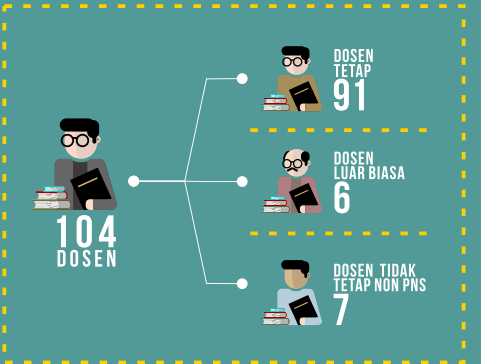 104
DOSEN
DOSEN
TETAP
91
DOSEN
LUAR BIASA
6
DOSEN TIDAK
TETAP NON PNS
7